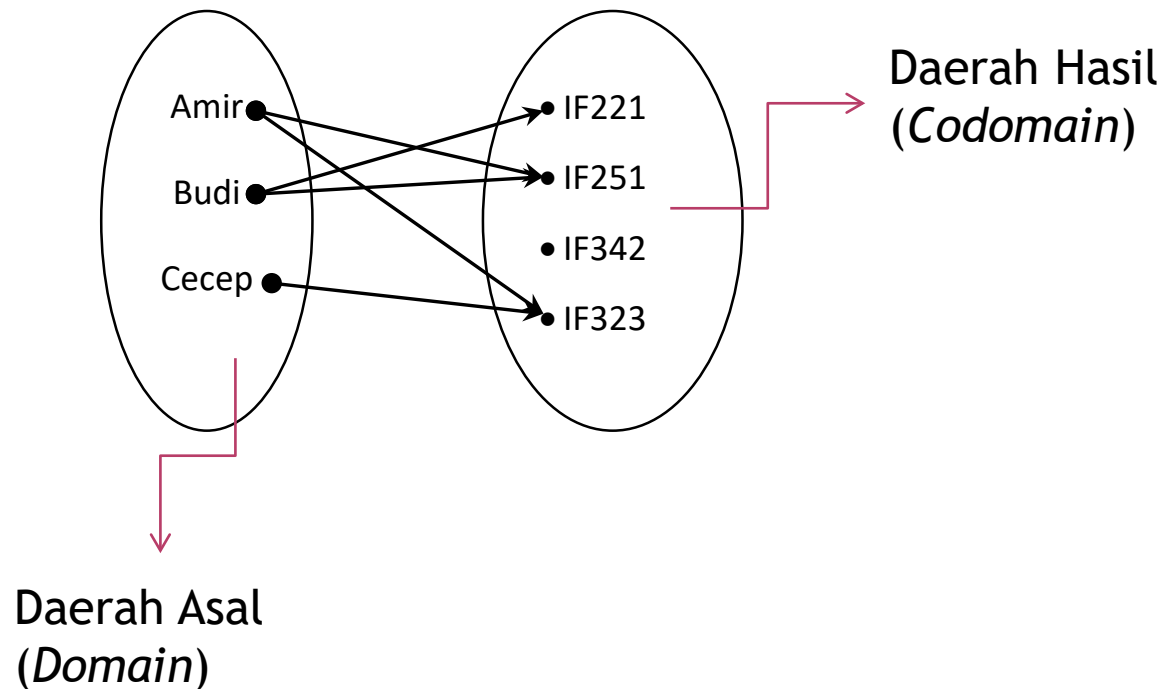 Amir
Budi
Cecep
IF221
IF251
IF342
IF323
Daerah Hasil
(Codomain)
Daerah Asal
(Domain)